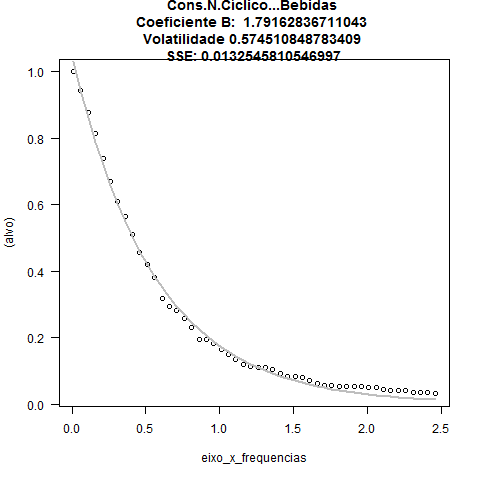 Cons.N.Ciclico...Bebidas
Coeficiente B:  1.79162836711043
Volatilidade 0.574510848783409
SSE: 0.0132545810546997
1.0
0.8
0.6
0.4
0.2
0.0
(alvo)
0.0 0.5 1.0 1.5 2.0 2.5
eixo_x_frequencias